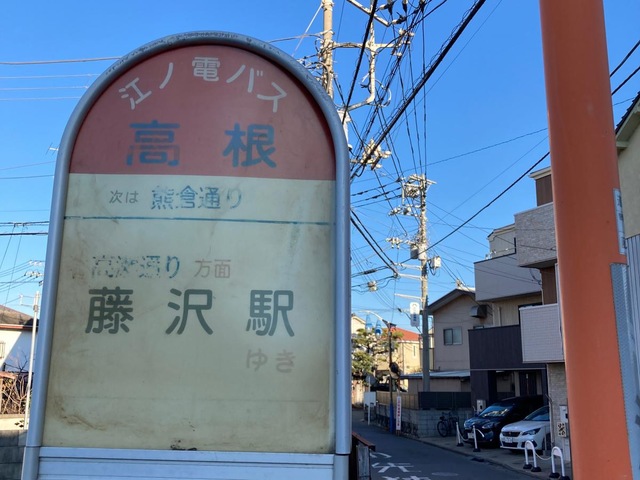 江ノ電バス
高根
次は 熊倉通り
高砂通り 方面
藤沢駅
ゆき